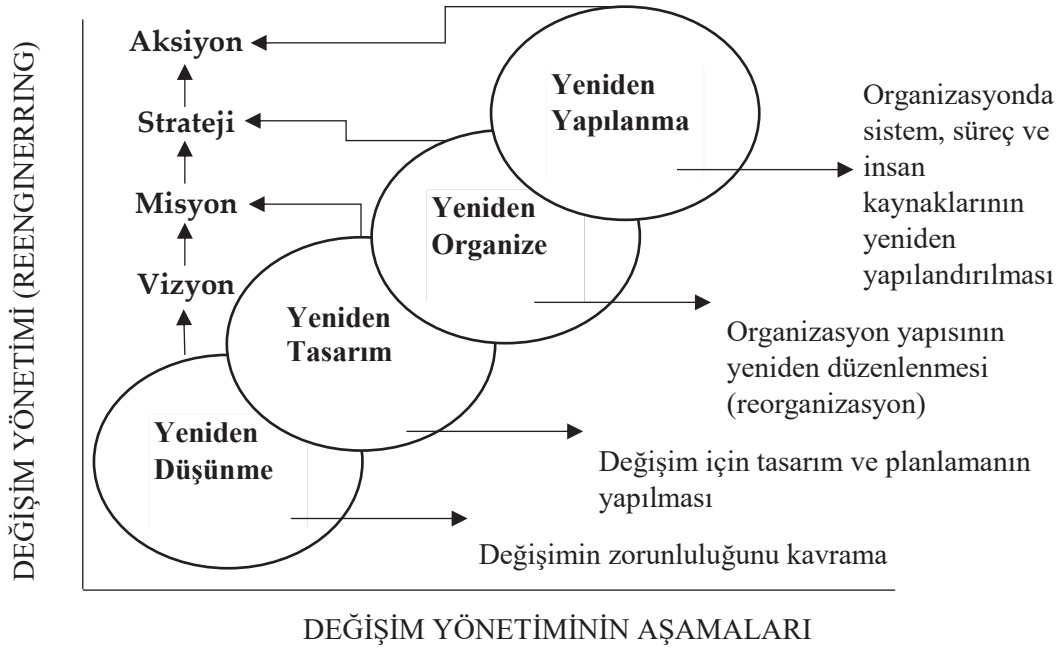 DEĞİŞİM YÖNETİMİ (REENGINERRING)
Aksiyon
Strateji
Misyon
Vizyon
Yeniden
Yapılanma
Yeniden
Organize
Yeniden
Tasarım
Yeniden
Düşünme
Organizasyonda
sistem, süreç ve
insan
kaynaklarının
yeniden
yapılandırılması
Organizasyon yapısının
yeniden düzenlenmesi
(reorganizasyon)
Değişim için tasarım ve planlamanın
yapılması
Değişimin zorunluluğunu kavrama
DEĞİŞİM YÖNETİMİNİN AŞAMALARI